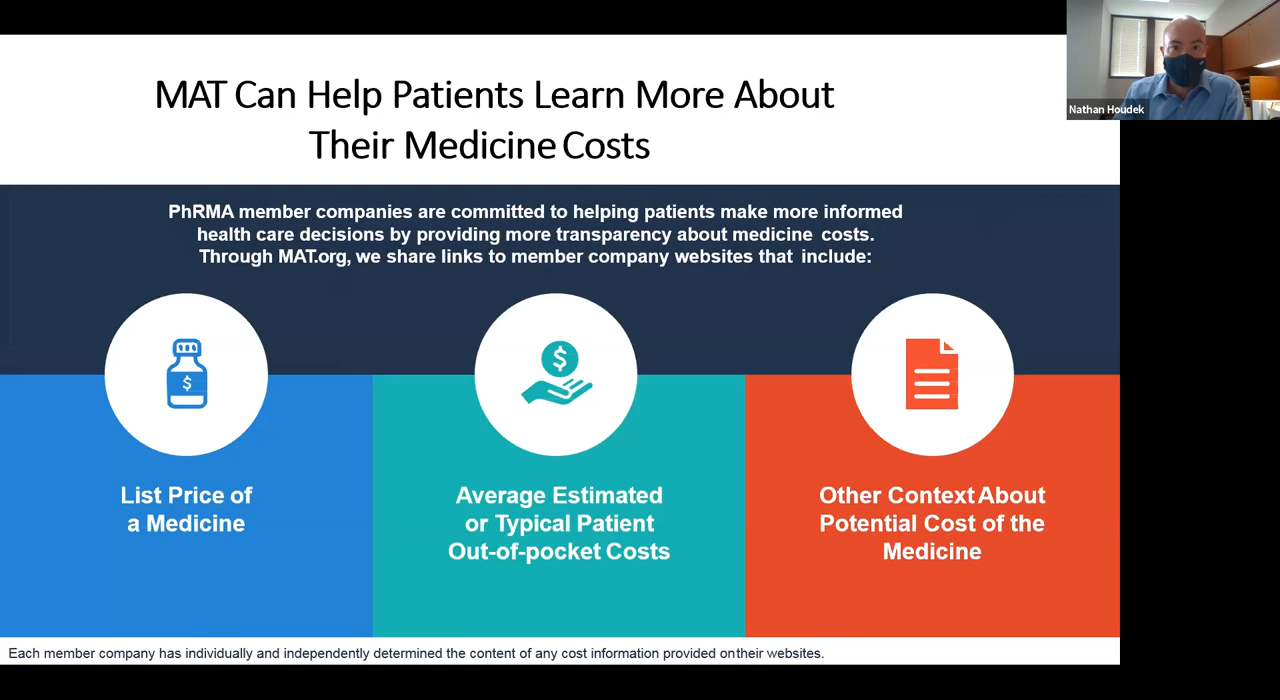 MAT Can Help Patients Learn More About
Their Medicine Costs
Nathan Houdek
PhRMA member companies are committed to helping patients make more informed
health care decisions by providing more transparency about medicine costs.
Through MAT.org, we share links to member company websites that include:
$
$
List Price of
a Medicine
Average Estimated
or Typical Patient
Out-of-pocket Costs
Other Context About
Potential Cost of the
Medicine
Each member company has individually and independently determined the content of any cost information provided ontheir websites.